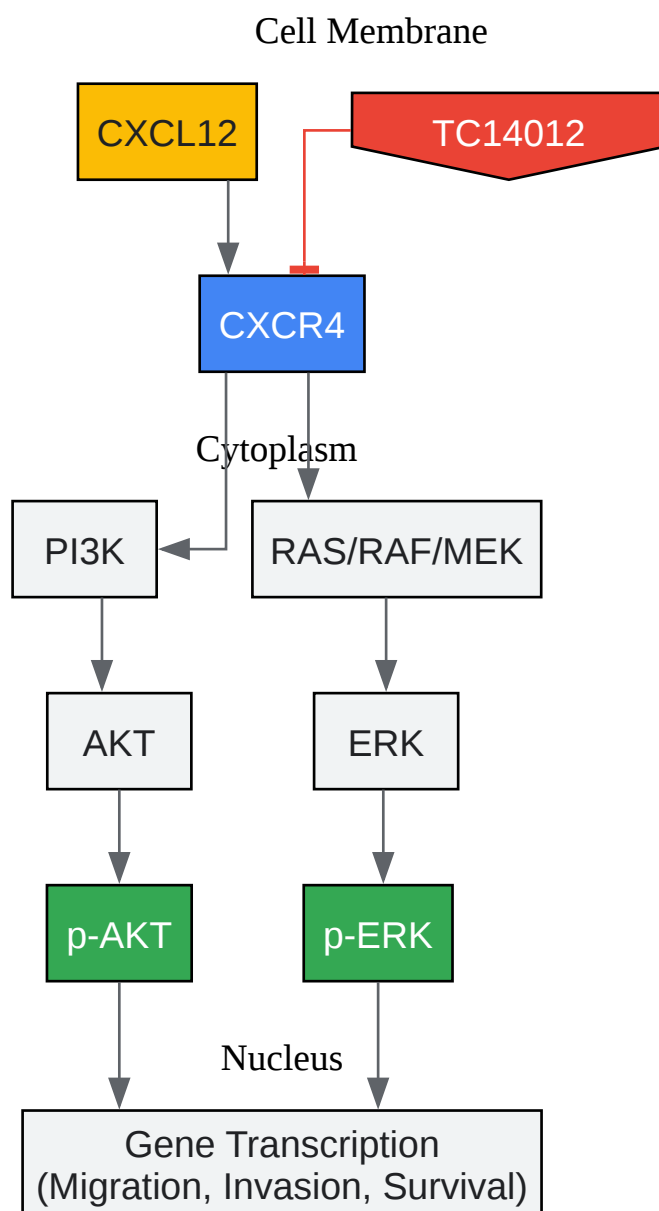 Cell Membrane
CXCL12
TC14012
CXCR4
Cytoplasm
PI3K
RAS/RAF/MEK
AKT
ERK
p-AKT
p-ERK
Nucleus
Gene Transcription
(Migration, Invasion, Survival)